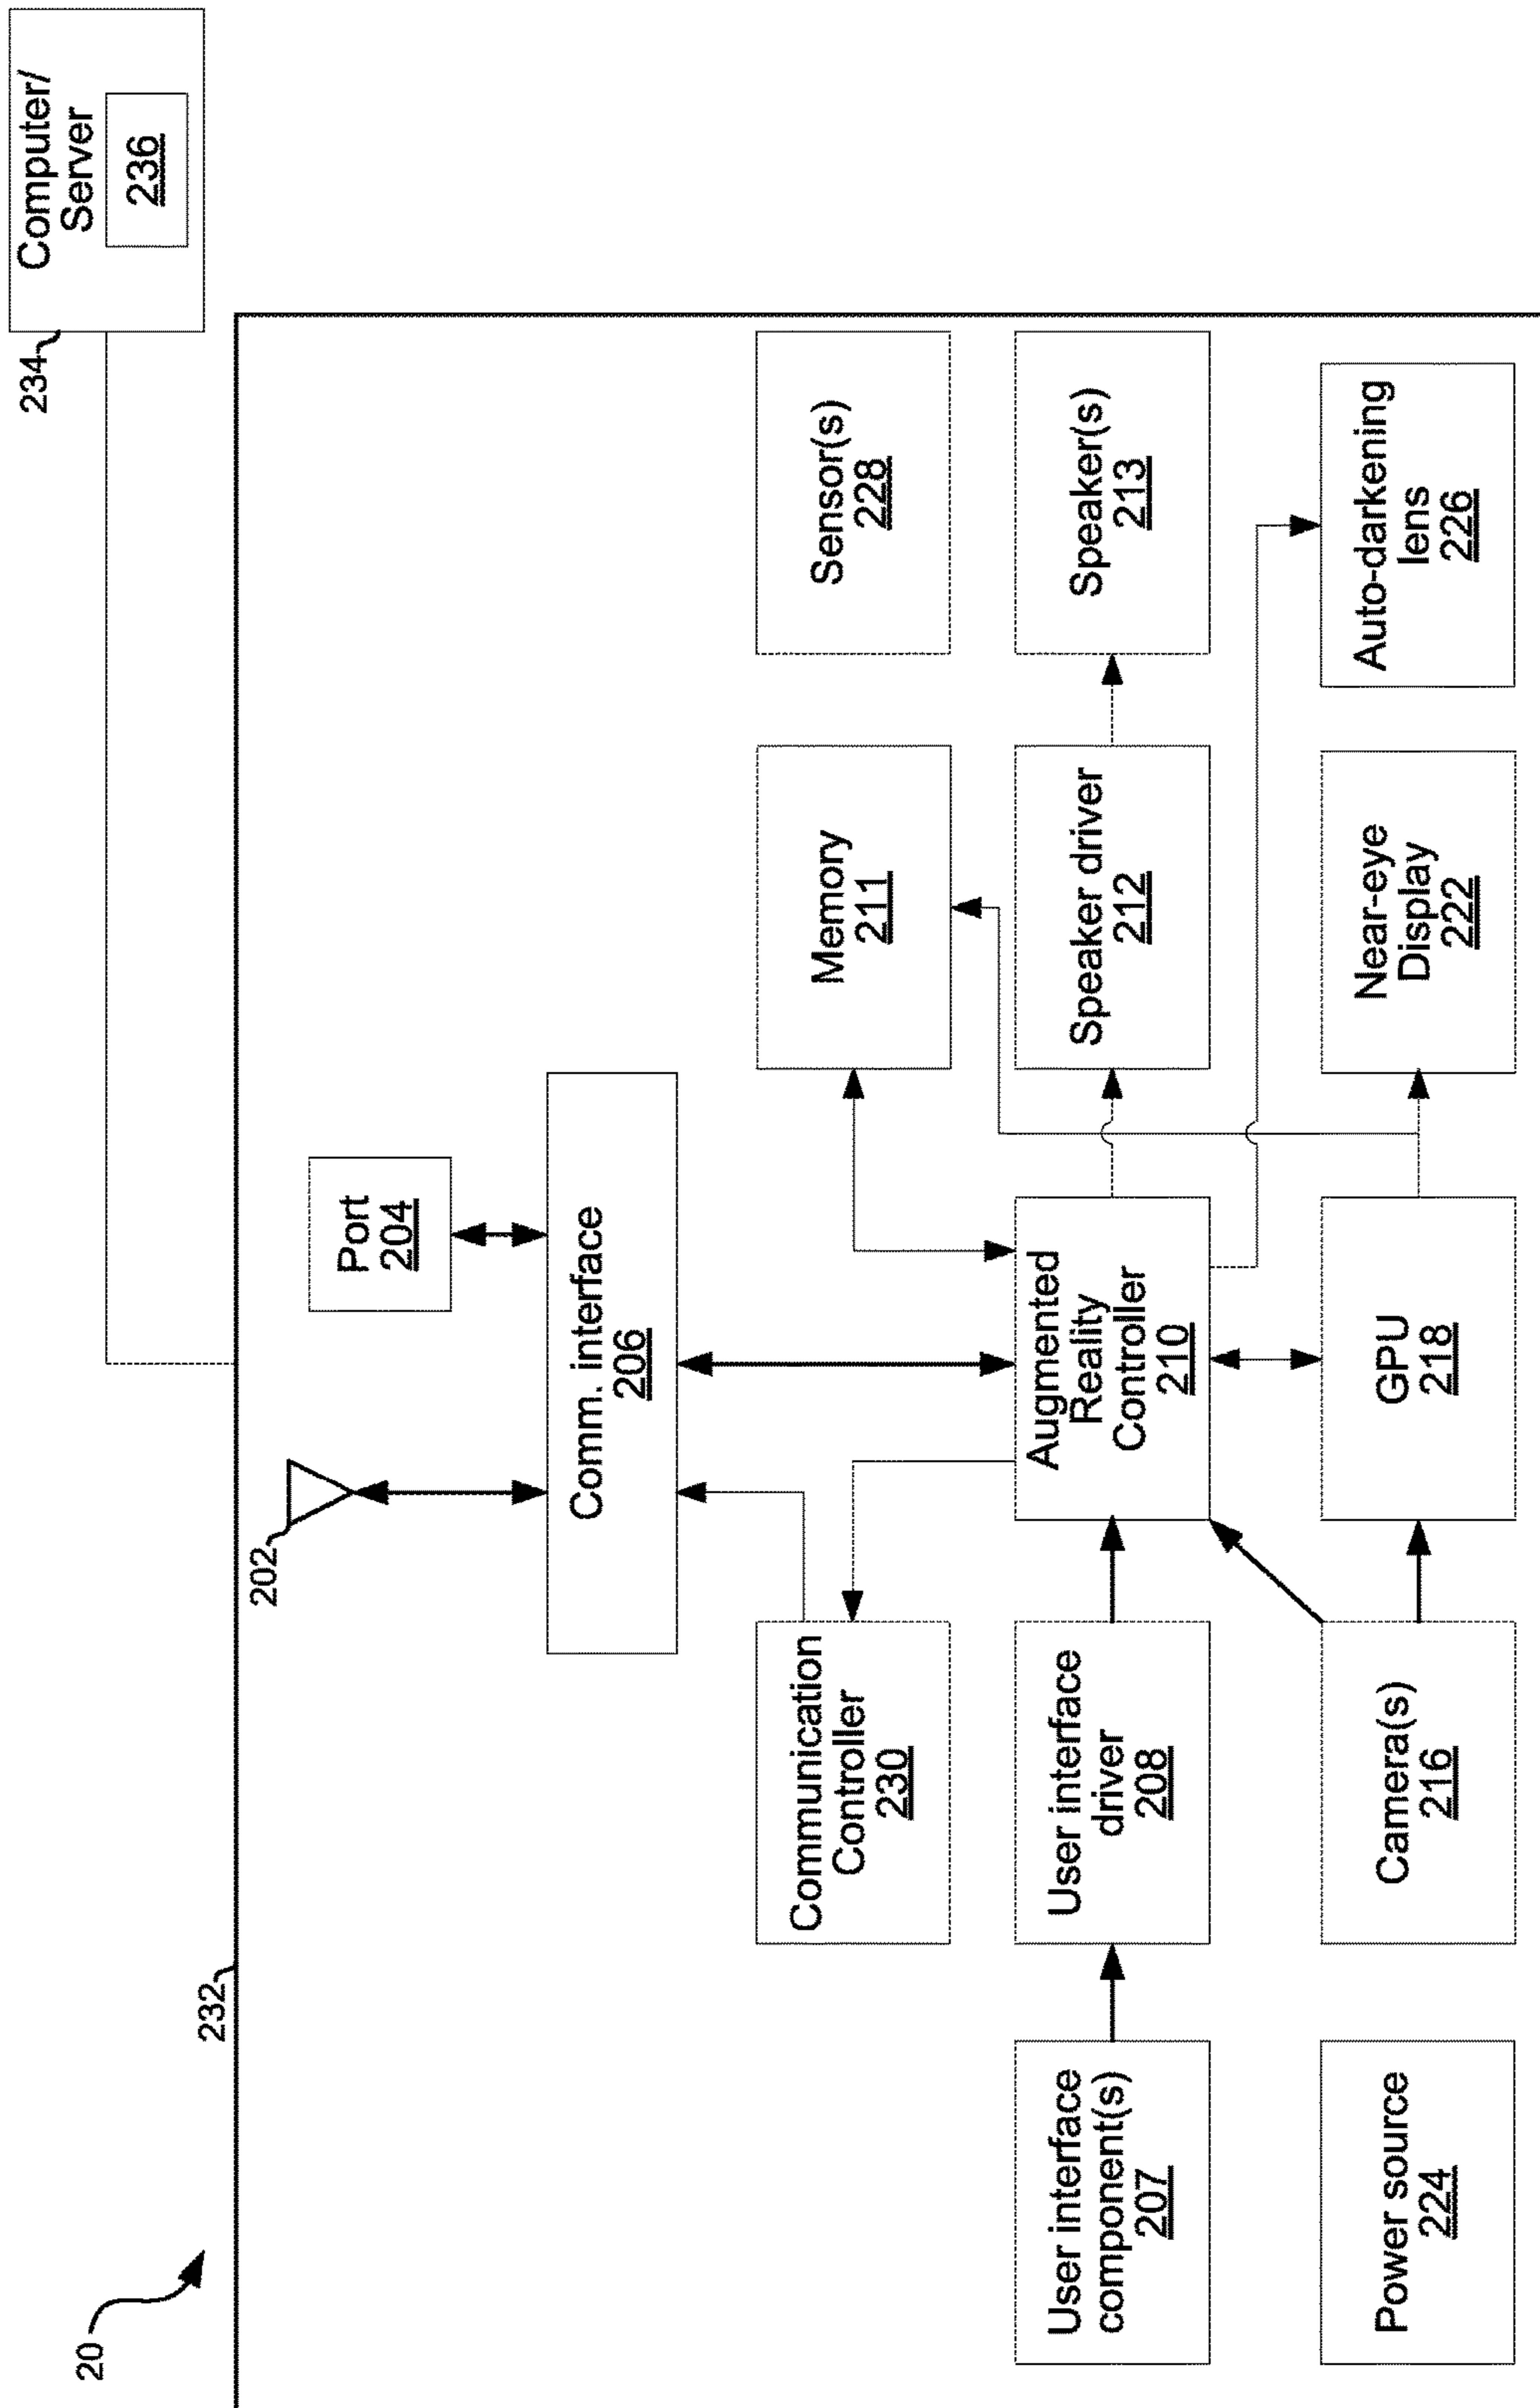 20
232
202
234
Computer/
Server
236
Port
204
Comm. interface
206
Communication
Controller
230
Memory
211
Sensor(s)
228
User interface
component(s)
207
User interface
driver
208
Augmented
Reality
Controller
210
Speaker driver
212
Speaker(s)
213
Power source
224
Camera(s)
216
GPU
218
Near-eye
Display
222
Auto-darkening
lens
226